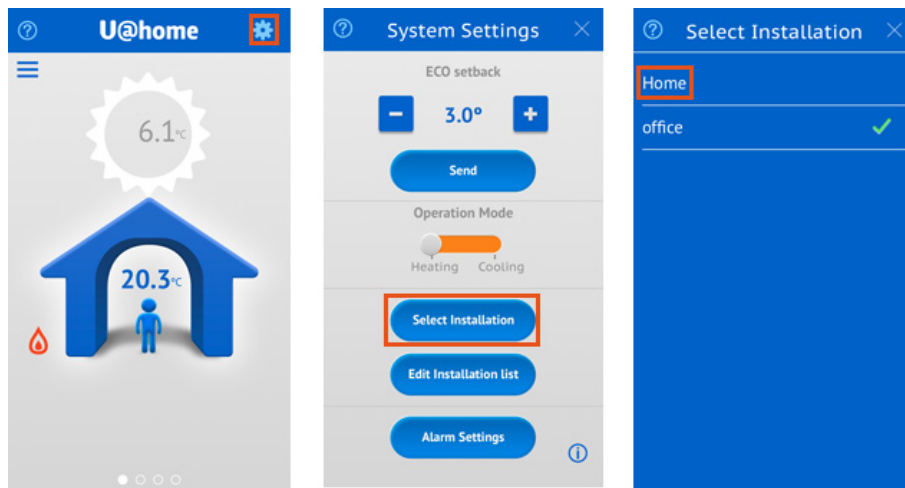 U@home
6.1°C
20.3°C
System Settings
ECO setback
3.0°
Send
Operation Mode
Heating Cooling
Select Installation
Edit Installation list
Alarm Settings
Select Installation
Home
office